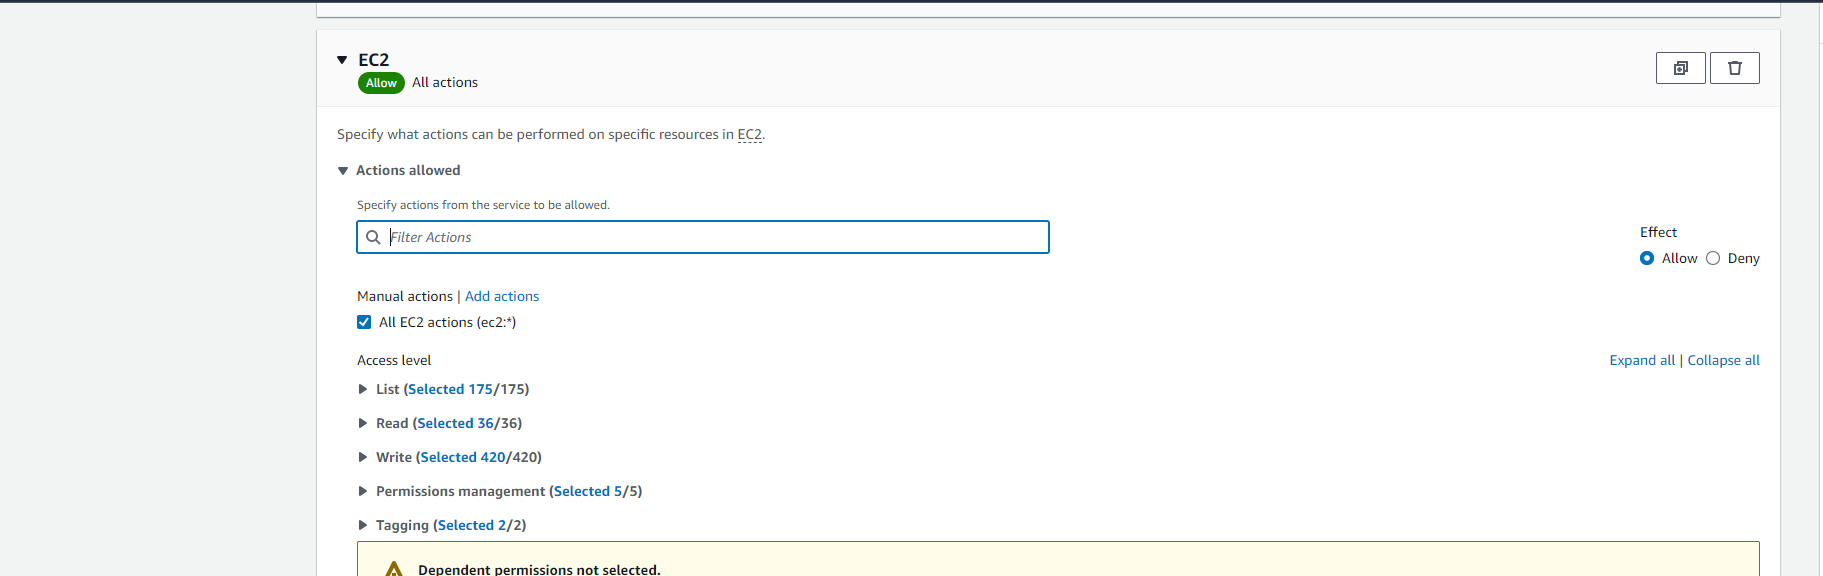 EC2
Allow All actions
Specify what actions can be performed on specific resources in EC2.
Actions allowed
Specify actions from the service to be allowed.
Filter Actions
Effect
Allow Deny
Manual actions | Add actions
All EC2 actions (ec2:*)
Access level
Expand all | Collapse all
List (Selected 175/175)
Read (Selected 36/36)
Write (Selected 420/420)
Permissions management (Selected 5/5)
Tagging (Selected 2/2)
Dependent permissions not selected.